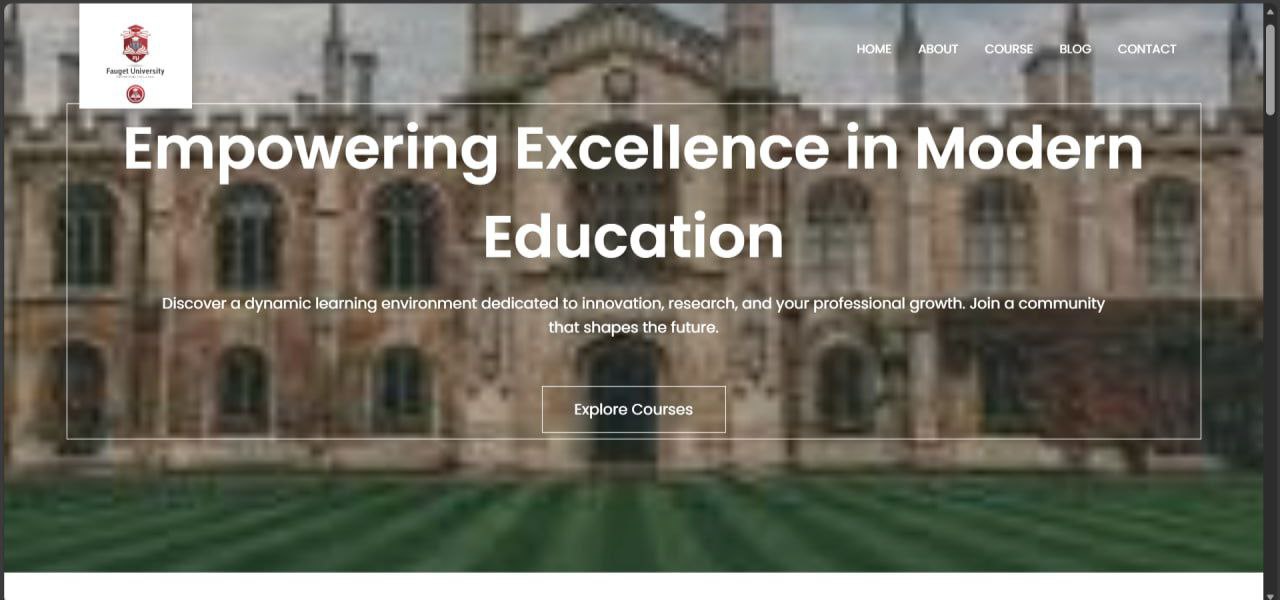 Fauget University
HOME ABOUT COURSE BLOG CONTACT
Empowering Excellence in Modern
Education
Discover a dynamic learning environment dedicated to innovation, research, and your professional growth. Join a community
that shapes the future.
Explore Courses